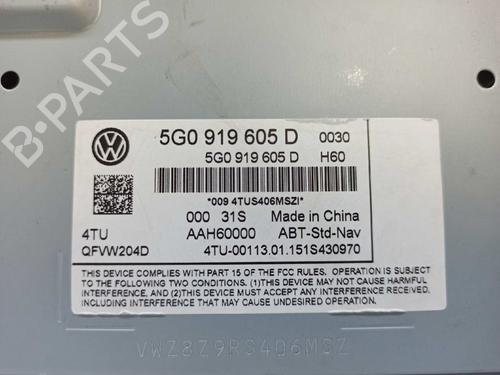 5G0 919 605 D 0030
5G0 919 605 D H60
*009 4TUS406MSZI*
000 31S Made in China
4TU AAH60000 ABT-Std-Nav
QFVW204D 4TU-00113.01.151S430970
THIS DEVICE COMPLIES WITH PART 15 OF THE FCC RULES. OPERATION IS SUBJECT
TO THE FOLLOWING TWO CONDITIONS: (1)THIS DEVICE MAY NOT CAUSE HARMFUL
INTERFERENCE, AND (2)THIS DEVICE MUST ACCEPT ANY INTERFERENCE RECEIVED,
INCLUDING INTERFERENCE THAT MAY CAUSE UNDESIRED OPERATION.
VWZ8Z9RS406MSZ
B-PARTS